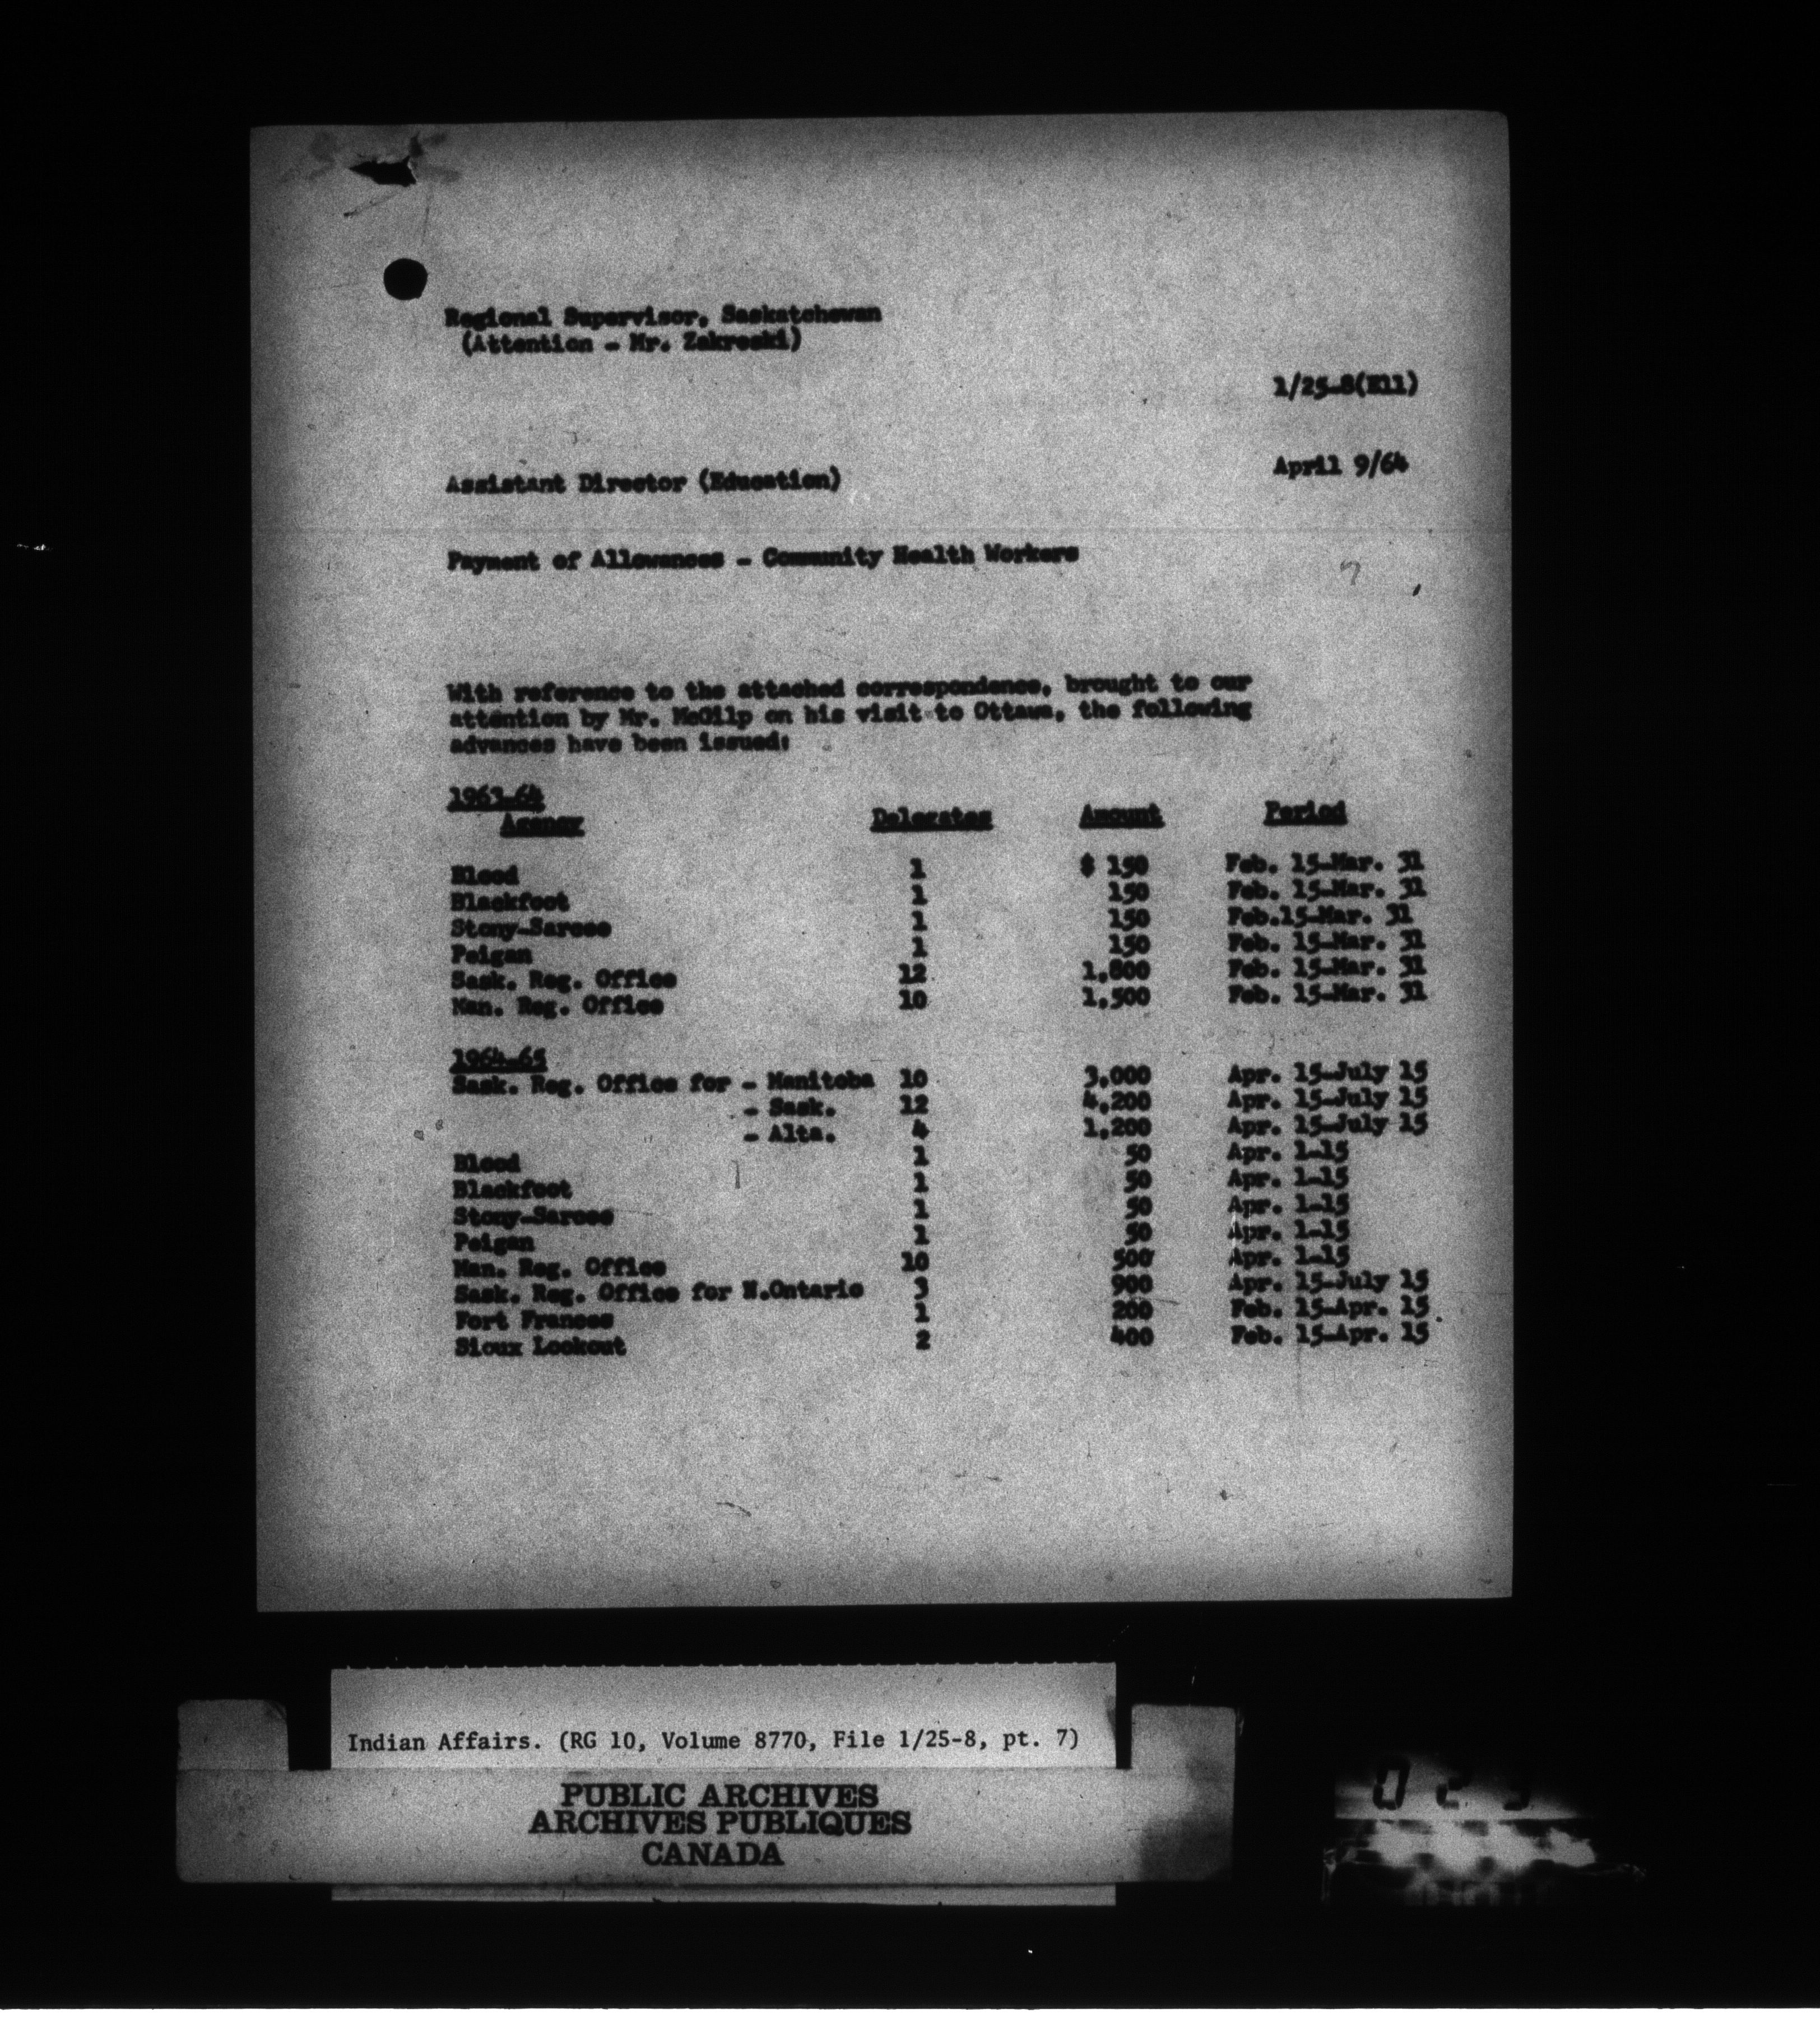 Regional Supervisor, Saskatchewan
(Attention - Mr. Zakreski)
1/25-8(E11)
April 9/64
Assistant Director (Education)
Payment of Allowances - Community Health Workers
With reference to the attached correspondence, brought to our
attention by Mr. McGilp on his visit to Ottawa, the following
advances have been issued:
1963-64
Agency Delegates Amount Period
Blood 1 $ 150 Feb. 15-Mar. 31
Blackfoot 1 150 Feb. 15-Mar. 31
Stony-Sarcee 1 150 Feb.15-Mar. 31
Peigan 1 150 Feb. 15-Mar. 31
Sask. Reg. Office 12 1,800 Feb. 15-Mar. 31
Man. Reg. Office 10 1,500 Feb. 15-Mar. 31
1964-65
Sask. Reg. Office for - Manitoba 10 3,000 Apr. 15-July 15
- Sask. 12 4,200 Apr. 15-July 15
- Alta. 4 1,200 Apr. 15-July 15
Blood 1 50 Apr. 1-15
Blackfoot 1 50 Apr. 1-15
Stony-Sarcee 1 50 Apr. 1-15
Peigan 1 50 Apr. 1-15
Man. Reg. Office 10 500 Apr. 1-15
Sask. Reg. Office for N.Ontario 3 900 Apr. 15-July 15
Fort Frances 1 200 Feb. 15-Apr. 15
Sioux Lookout 2 400 Feb. 15-Apr. 15
Indian Affairs. (RG 10, Volume 8770, File 1/25-8, pt. 7)
PUBLIC ARCHIVES
ARCHIVES PUBLIQUES
CANADA